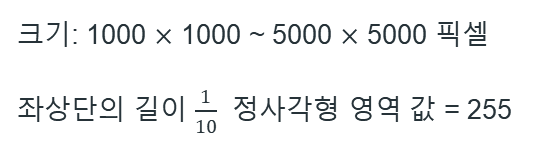 크기: 1000 × 1000 ~ 5000 × 5000 픽셀
좌상단의 길이 1/10 정사각형 영역 값 = 255